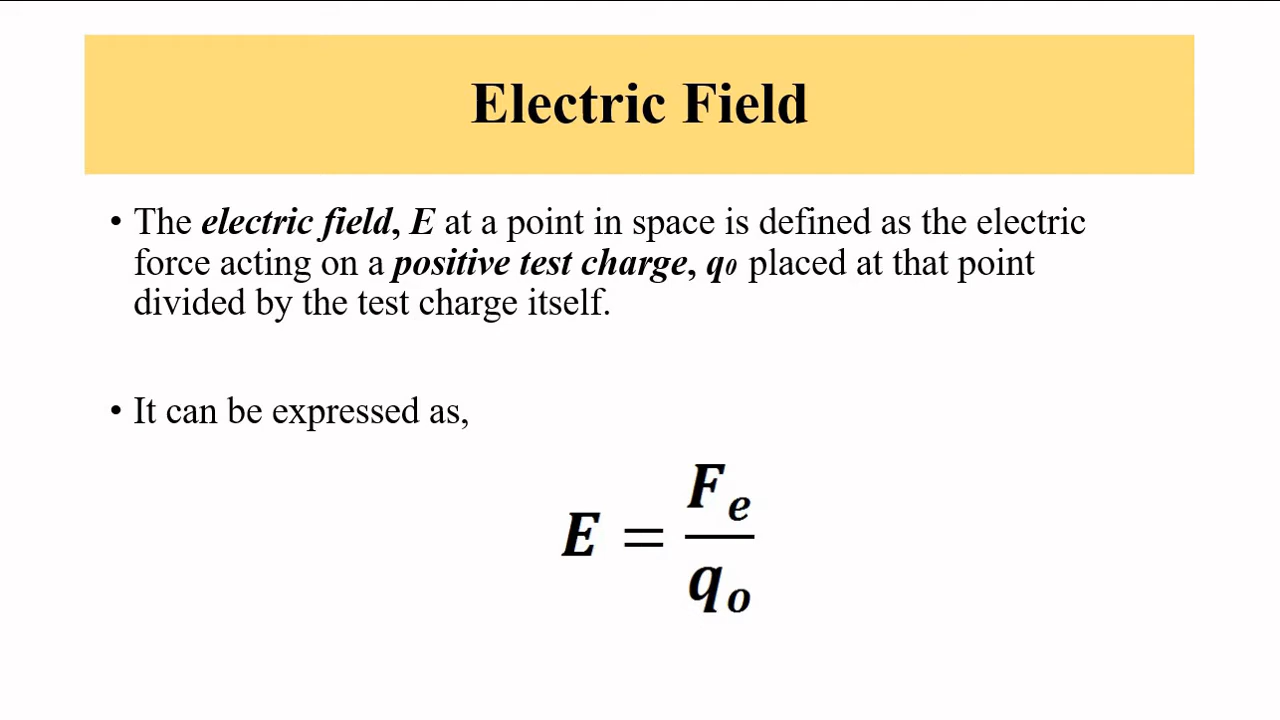 Electric Field
• The electric field, E at a point in space is defined as the electric
force acting on a positive test charge, q₀ placed at that point
divided by the test charge itself.
• It can be expressed as,
E = Fₑ / qₒ